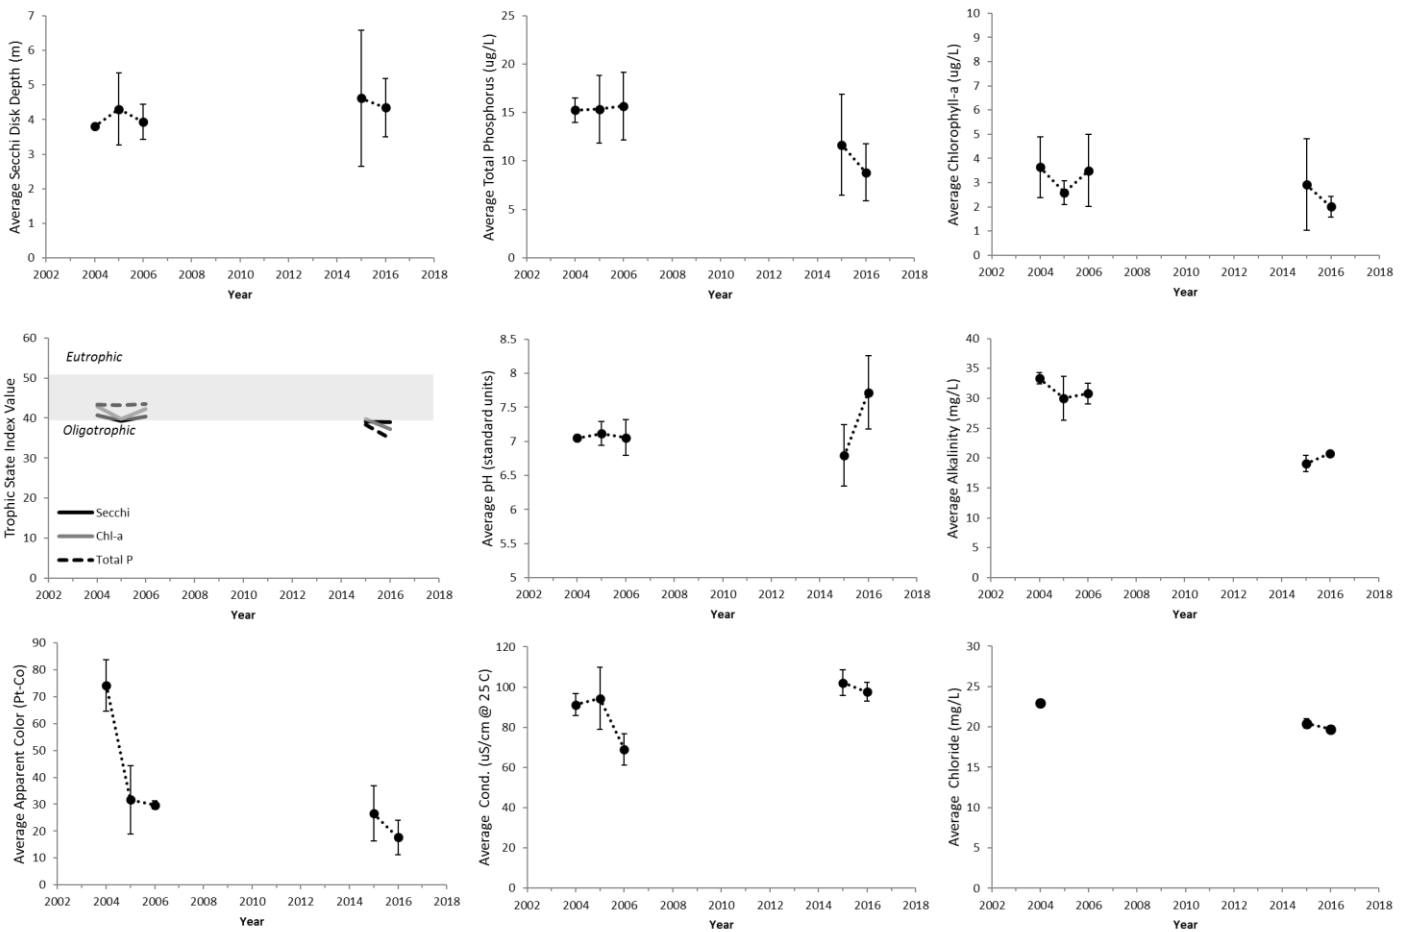 Average Secchi Disk Depth (m)
7
6
5
4
3
2
1
0
2002 2004 2006 2008 2010 2012 2014 2016 2018
Year
Average Total Phosphorus (ug/L)
25
20
15
10
5
0
2002 2004 2006 2008 2010 2012 2014 2016 2018
Year
Average Chlorophyll-a (ug/L)
10
9
8
7
6
5
4
3
2
1
0
2002 2004 2006 2008 2010 2012 2014 2016 2018
Year
Trophic State Index Value
60
50
40
30
20
10
0
Eutrophic
Oligotrophic
Secchi
Chl-a
Total P
2002 2004 2006 2008 2010 2012 2014 2016 2018
Year
Average pH (standard units)
8.5
8
7.5
7
6.5
6
5.5
5
2002 2004 2006 2008 2010 2012 2014 2016 2018
Year
Average Alkalinity (mg/L)
40
35
30
25
20
15
10
5
0
2002 2004 2006 2008 2010 2012 2014 2016 2018
Year
Average Apparent Color (Pt-Co)
90
80
70
60
50
40
30
20
10
0
2002 2004 2006 2008 2010 2012 2014 2016 2018
Year
Average Cond. (uS/cm @ 25 C)
120
100
80
60
40
20
0
2002 2004 2006 2008 2010 2012 2014 2016 2018
Year
Average Chloride (mg/L)
30
25
20
15
10
5
0
2002 2004 2006 2008 2010 2012 2014 2016 2018
Year